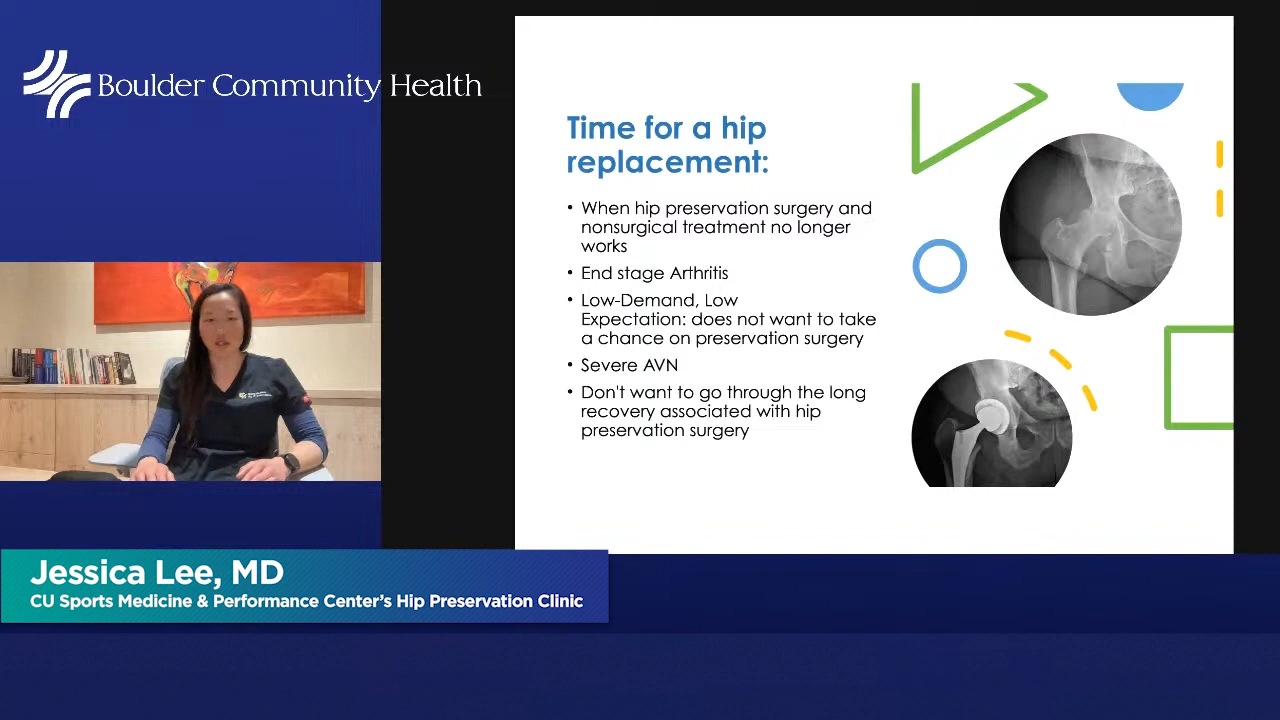 Boulder Community Health
Time for a hip
replacement:
• When hip preservation surgery and
nonsurgical treatment no longer
works
• End stage Arthritis
• Low-Demand, Low
Expectation: does not want to take
a chance on preservation surgery
• Severe AVN
• Don't want to go through the long
recovery associated with hip
preservation surgery
Jessica Lee, MD
CU Sports Medicine & Performance Center’s Hip Preservation Clinic